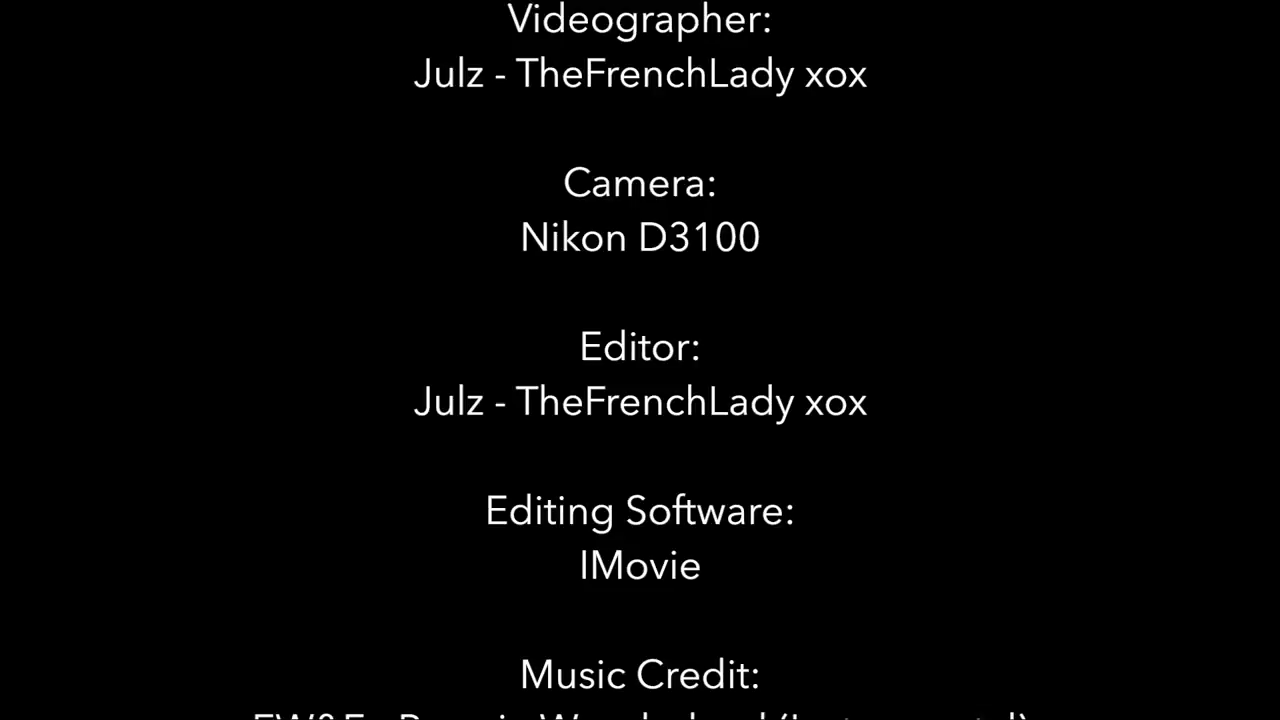 Videographer:
Julz - TheFrenchLady xox
Camera:
Nikon D3100
Editor:
Julz - TheFrenchLady xox
Editing Software:
IMovie
Music Credit: